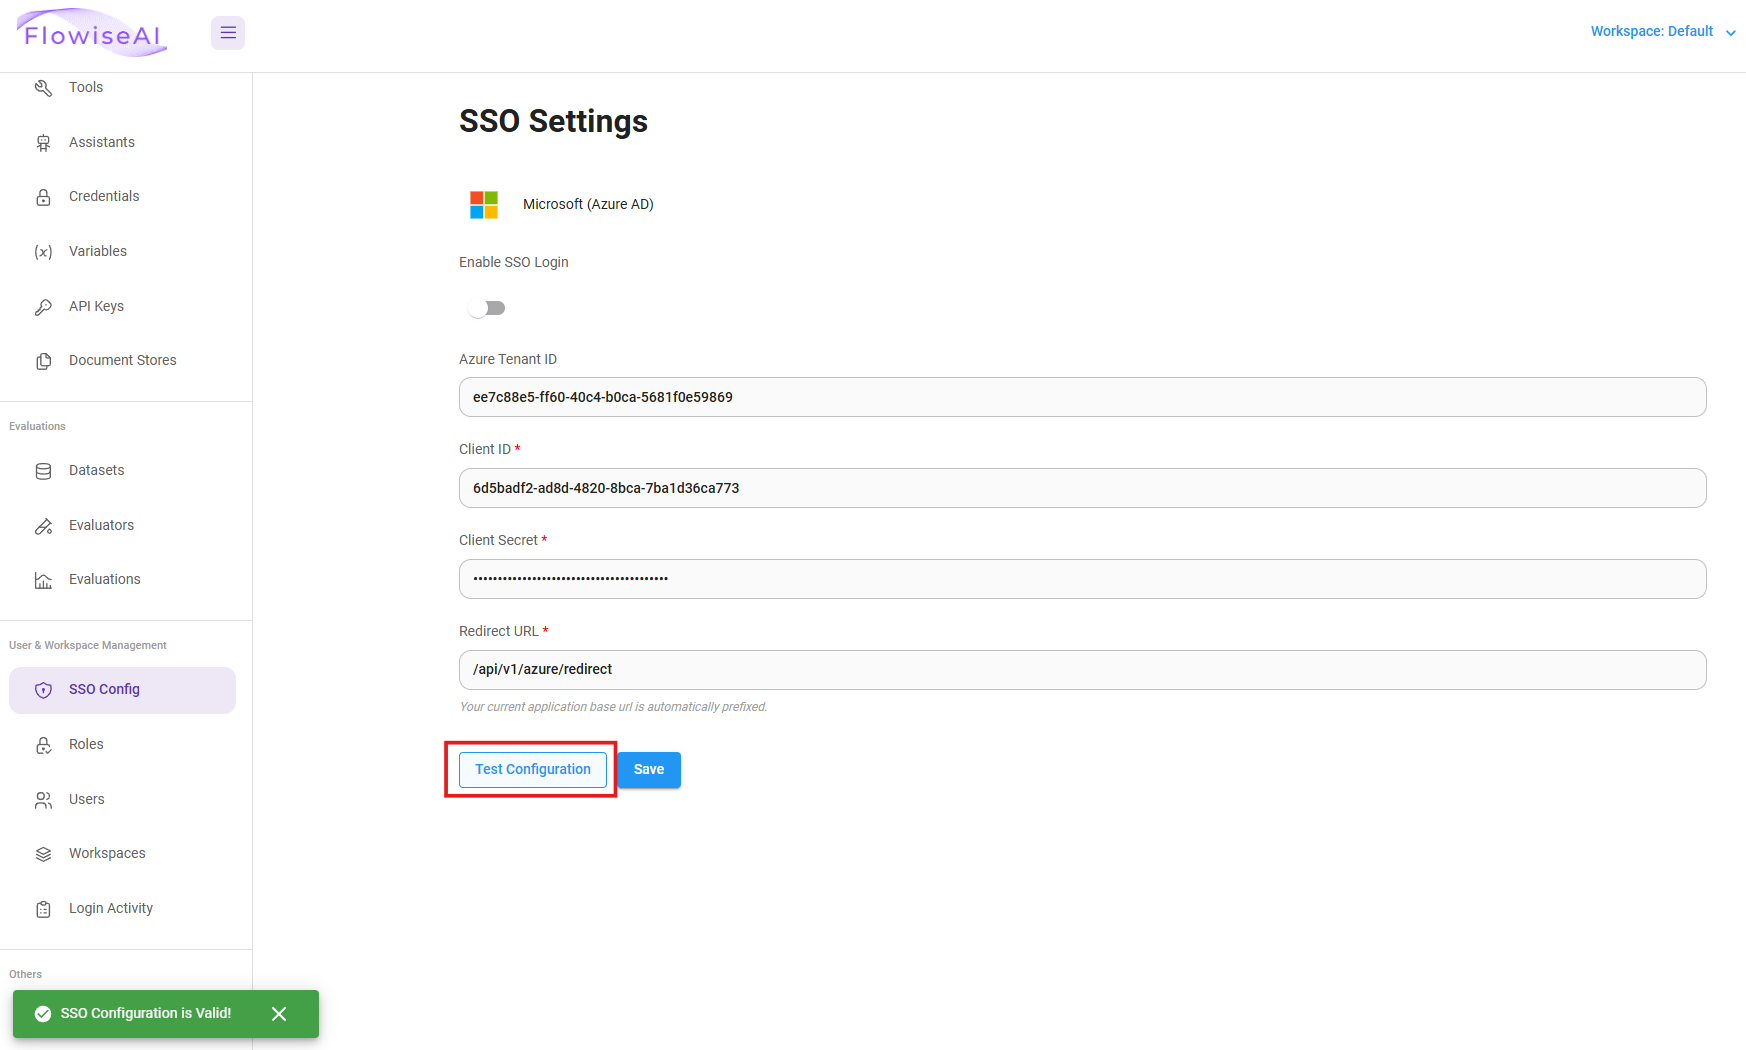 FlowiseAI
Workspace: Default
Tools
Assistants
Credentials
Variables
API Keys
Document Stores
Evaluations
Datasets
Evaluators
Evaluations
User & Workspace Management
SSO Config
Roles
Users
Workspaces
Login Activity
Others
SSO Configuration is Valid!
SSO Settings
Microsoft (Azure AD)
Enable SSO Login
Azure Tenant ID
ee7c88e5-ff60-40c4-b0ca-5681f0e59869
Client ID *
6d5badf2-ad8d-4820-8bca-7ba1d36ca773
Client Secret *
••••••••••••••••••••••••••••••••••••••••
Redirect URL *
/api/v1/azure/redirect
Your current application base url is automatically prefixed.
Test Configuration
Save